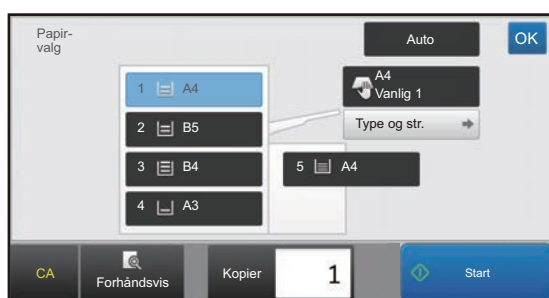 Papir-
valg
Auto
OK
1 A4
A4
Vanlig 1
2 B5
Type og str.
3 B4
5 A4
4 A3
CA
Forhåndsvis
Kopier
1
Start